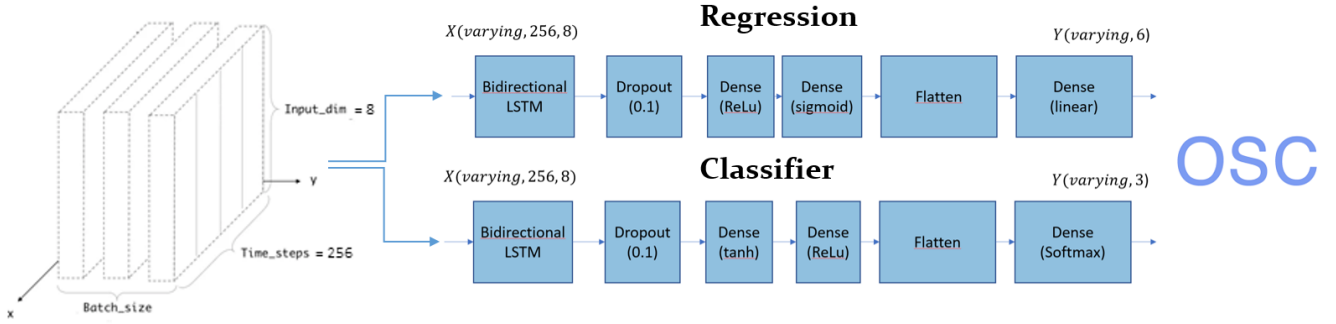 Regression
X(varying, 256, 8)
Y(varying, 6)
Bidirectional
LSTM
Dropout
(0.1)
Dense
(ReLu)
Dense
(sigmoid)
Flatten
Dense
(linear)
Input_dim = 8
y
Time_steps = 256
Batch_size
x
Classifier
X(varying, 256, 8)
Y(varying, 3)
Bidirectional
LSTM
Dropout
(0.1)
Dense
(tanh)
Dense
(ReLu)
Flatten
Dense
(Softmax)
OSC